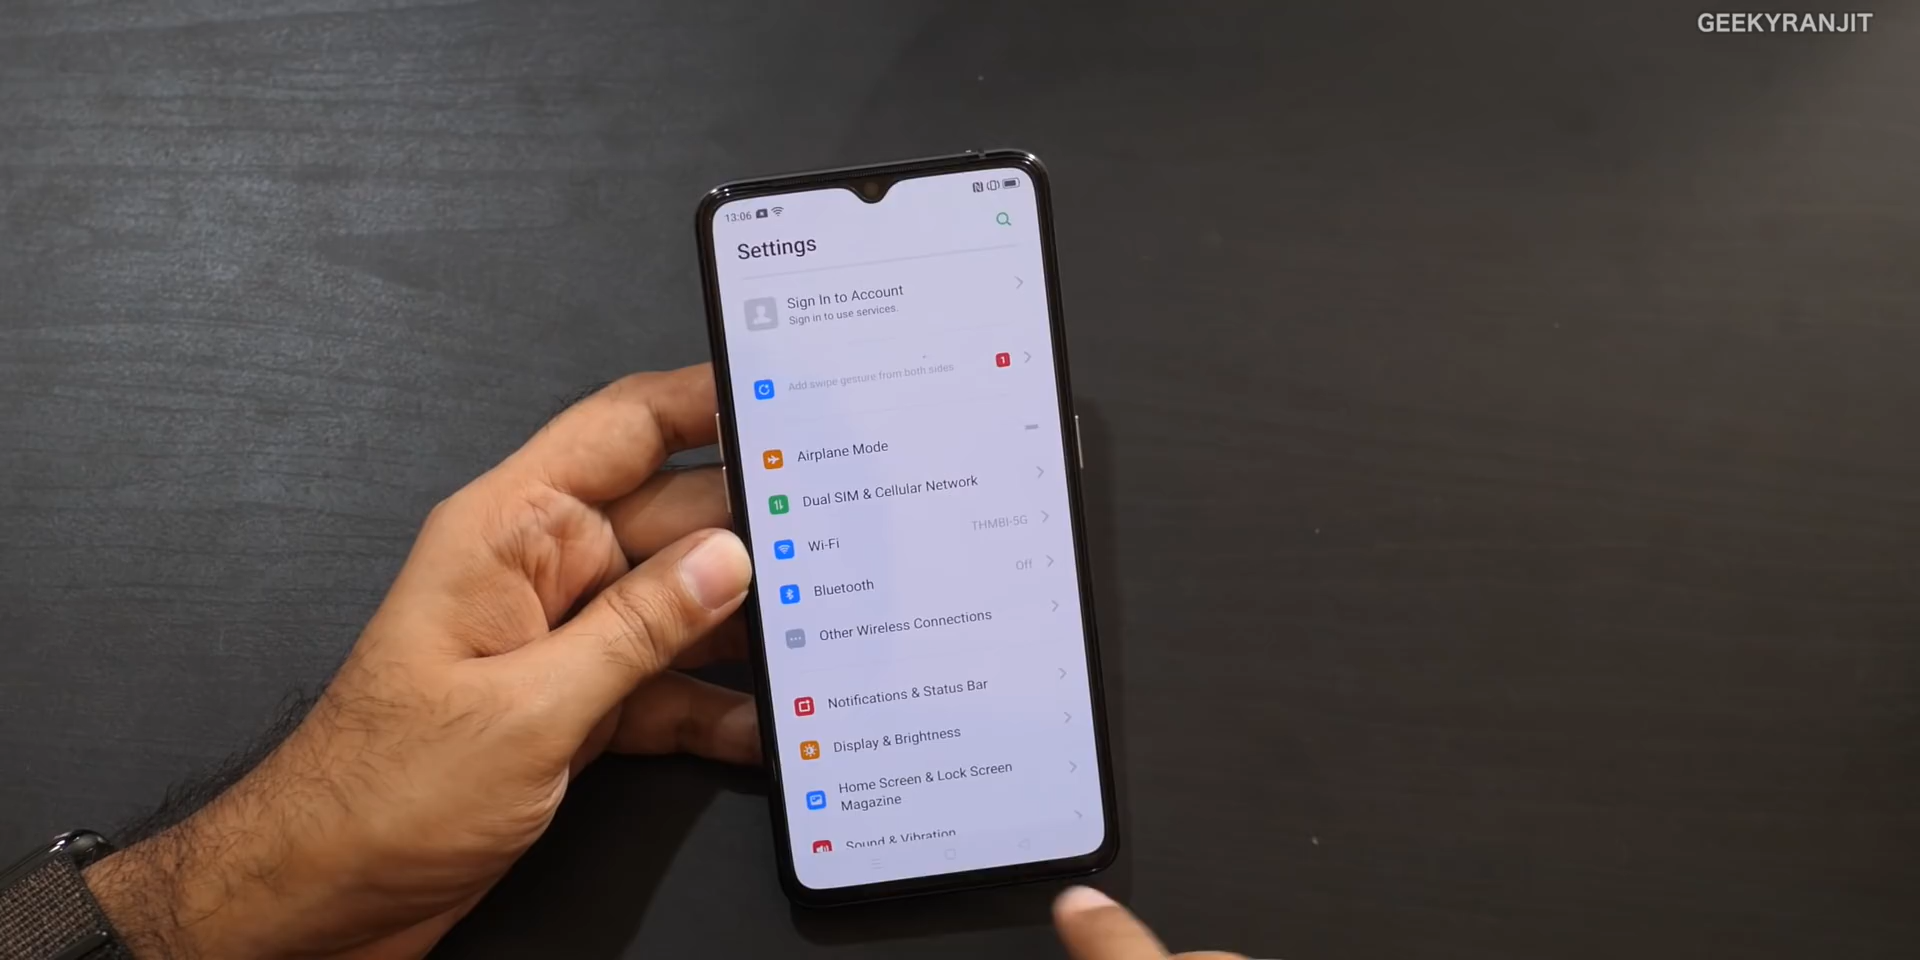 GEEKYRANJIT
13:06
Settings
Sign In to Account
Sign in to use services.
Add swipe gesture from both sides
1
Airplane Mode
Dual SIM & Cellular Network
Wi-Fi THMBI-5G
Bluetooth Off
Other Wireless Connections
Notifications & Status Bar
Display & Brightness
Home Screen & Lock Screen
Magazine
Sound & Vibration